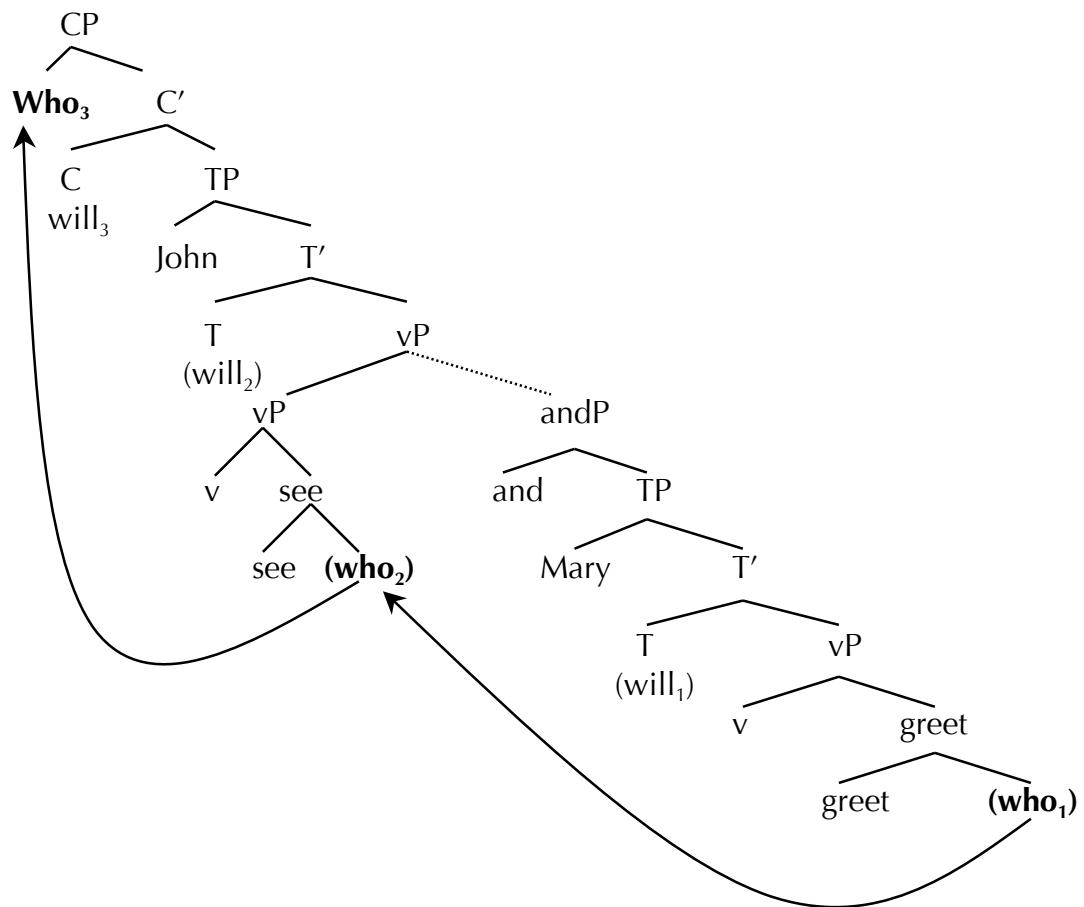 CP
Who₃ C′
C TP
will₃
John T′
T vP
(will₂)
vP andP
v see and TP
see (who₂) Mary T′
T vP
(will₁)
v greet
greet (who₁)